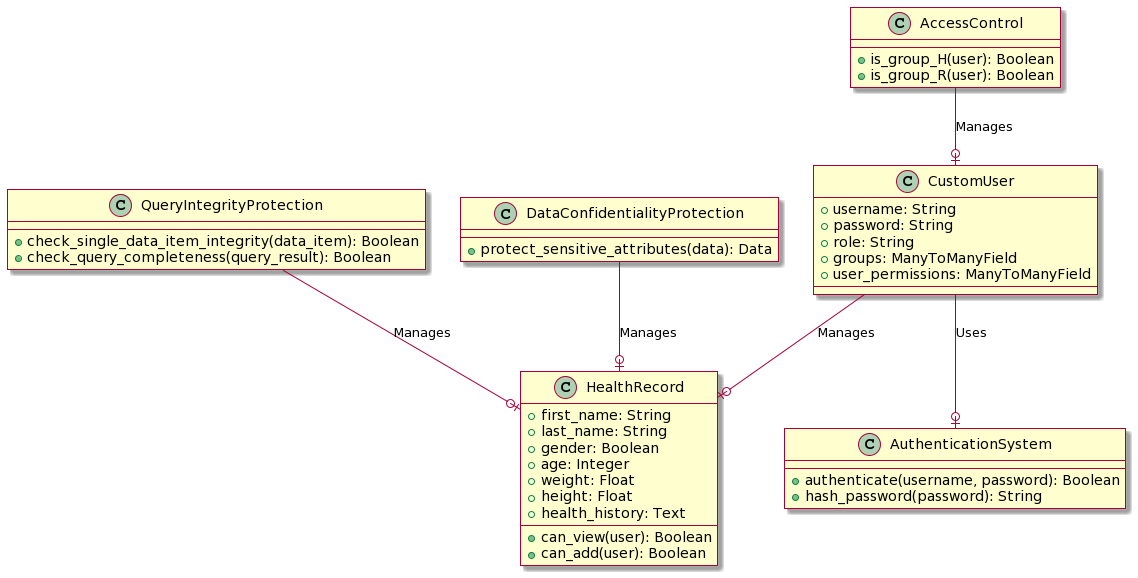 C AccessControl
is_group_H(user): Boolean
is_group_R(user): Boolean
Manages
C QueryIntegrityProtection
check_single_data_item_integrity(data_item): Boolean
check_query_completeness(query_result): Boolean
C DataConfidentialityProtection
protect_sensitive_attributes(data): Data
C CustomUser
username: String
password: String
role: String
groups: ManyToManyField
user_permissions: ManyToManyField
Manages
Manages
Manages
Uses
C HealthRecord
first_name: String
last_name: String
gender: Boolean
age: Integer
weight: Float
height: Float
health_history: Text
can_view(user): Boolean
can_add(user): Boolean
C AuthenticationSystem
authenticate(username, password): Boolean
hash_password(password): String